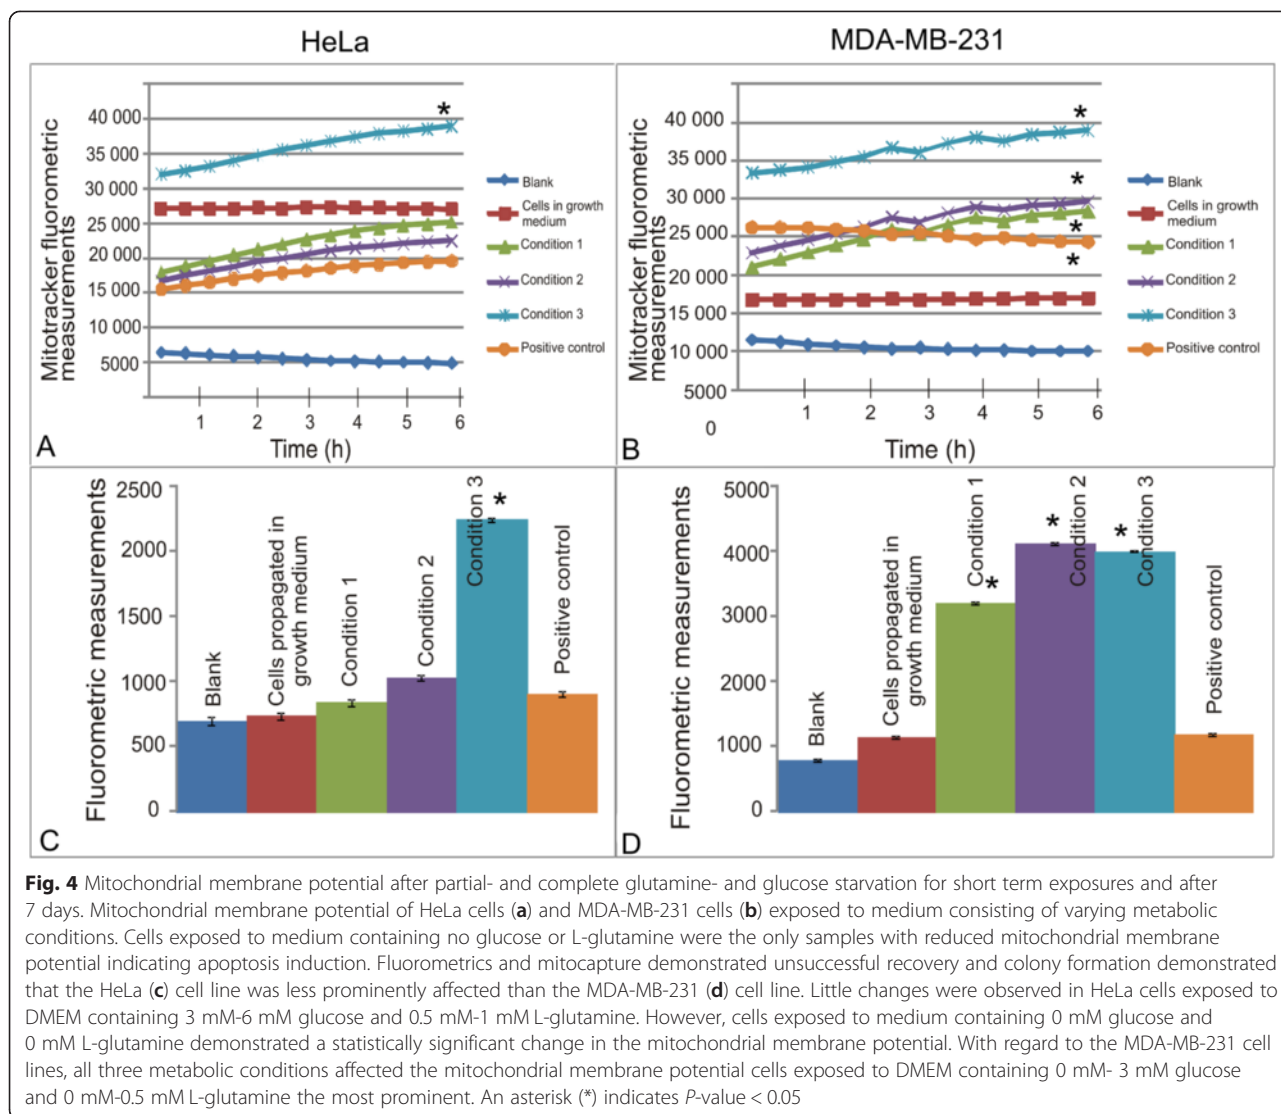 HeLa
MDA-MB-231
Mitotracker fluorometric
measurements
40 000
35 000
30 000
25 000
20 000
15 000
10 000
5000
*
1 2 3 4 5 6
Time (h)
A
Blank
Cells in growth
medium
Condition 1
Condition 2
Condition 3
Positive control
Mitotracker fluorometric
measurements
40 000
35 000
30 000
25 000
20 000
15 000
10 000
5000
0
*
*
*
*
1 2 3 4 5 6
Time (h)
B
Blank
Cells in growth
medium
Condition 1
Condition 2
Condition 3
Positive control
Fluorometric measurements
2500
2000
1500
1000
500
0
Blank
Cells propagated in
growth medium
Condition 1
Condition 2
Condition 3
*
Positive control
C
Fluorometric measurements
5000
4000
3000
2000
1000
0
Blank
Cells propagated in
growth medium
Condition 1
*
Condition 2
*
Condition 3
*
Positive control
D
Fig. 4 Mitochondrial membrane potential after partial- and complete glutamine- and glucose starvation for short term exposures and after
7 days. Mitochondrial membrane potential of HeLa cells (a) and MDA-MB-231 cells (b) exposed to medium consisting of varying metabolic
conditions. Cells exposed to medium containing no glucose or L-glutamine were the only samples with reduced mitochondrial membrane
potential indicating apoptosis induction. Fluorometrics and mitocapture demonstrated unsuccessful recovery and colony formation demonstrated
that the HeLa (c) cell line was less prominently affected than the MDA-MB-231 (d) cell line. Little changes were observed in HeLa cells exposed to
DMEM containing 3 mM-6 mM glucose and 0.5 mM-1 mM L-glutamine. However, cells exposed to medium containing 0 mM glucose and
0 mM L-glutamine demonstrated a statistically significant change in the mitochondrial membrane potential. With regard to the MDA-MB-231 cell
lines, all three metabolic conditions affected the mitochondrial membrane potential cells exposed to DMEM containing 0 mM- 3 mM glucose
and 0 mM-0.5 mM L-glutamine the most prominent. An asterisk (*) indicates P-value < 0.05